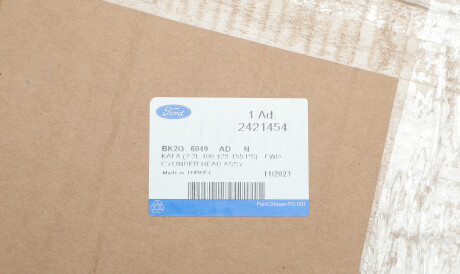 Ford
1 Ad.
2421454
BK2Q 6049 AD N
KAFA (2.2L 100-125-155 PS) - FWD
CYLINDER HEAD ASSY
Made in TURKEY
11/2023
Ford Otosan PG 001